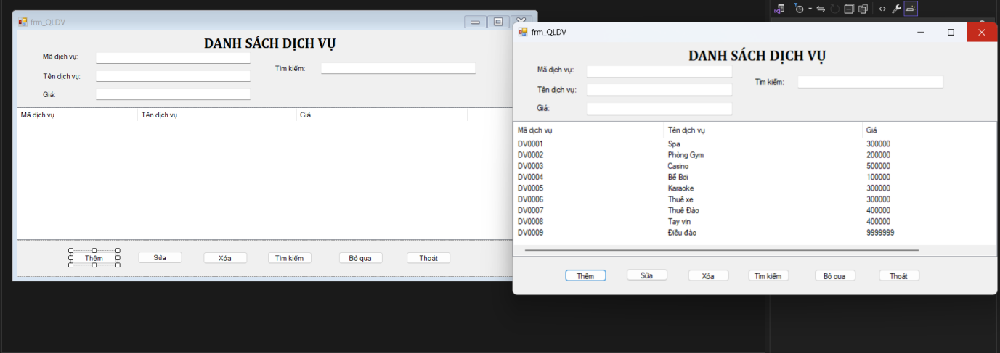 frm_QLDV
DANH SÁCH DỊCH VỤ
Mã dịch vụ:
Tìm kiếm:
Tên dịch vụ:
Giá:
Mã dịch vụ Tên dịch vụ Giá
Thêm Sửa Xóa Tìm kiếm Bỏ qua Thoát
frm_QLDV
DANH SÁCH DỊCH VỤ
Mã dịch vụ:
Tìm kiếm:
Tên dịch vụ:
Giá:
Mã dịch vụ Tên dịch vụ Giá
DV0001 Spa 300000
DV0002 Phòng Gym 200000
DV0003 Casino 500000
DV0004 Bể Bơi 100000
DV0005 Karaoke 300000
DV0006 Thuê xe 300000
DV0007 Thuê Đào 400000
DV0008 Tay vịn 400000
DV0009 Điều đào 9999999
Thêm Sửa Xóa Tìm kiếm Bỏ qua Thoát